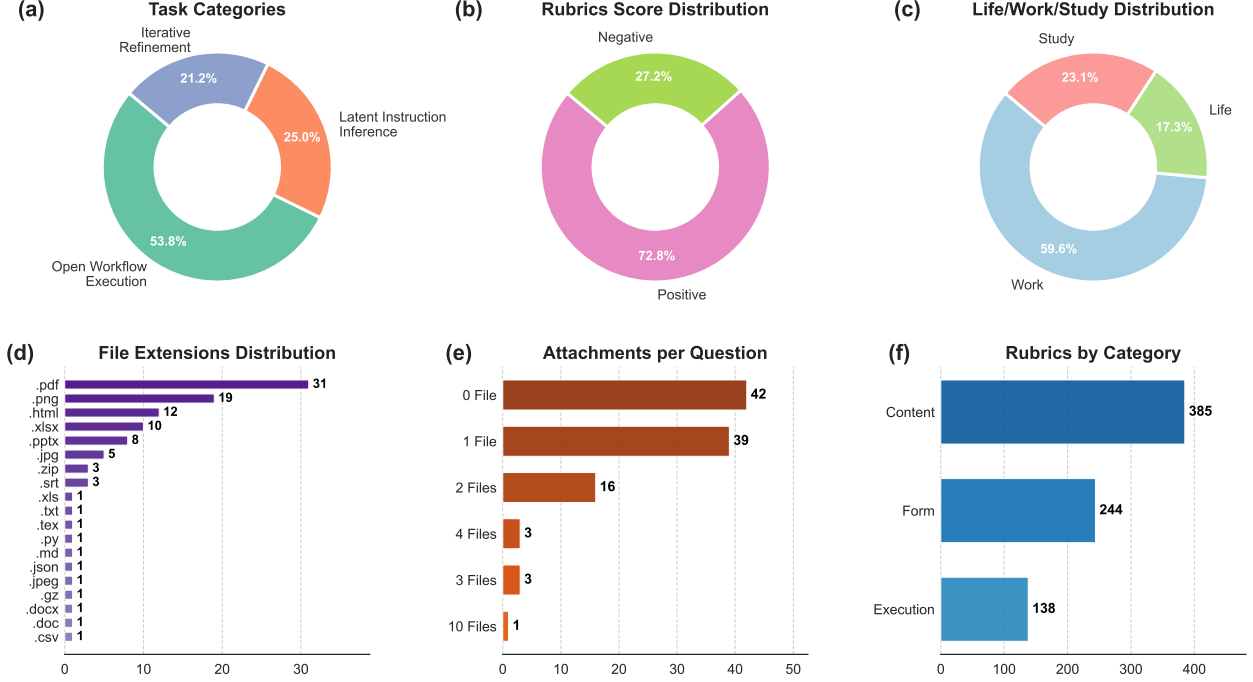 (a)
Task Categories
Iterative
Refinement
21.2%
Latent Instruction
Inference
25.0%
53.8%
Open Workflow
Execution
(b)
Rubrics Score Distribution
Negative
27.2%
72.8%
Positive
(c)
Life/Work/Study Distribution
Study
23.1%
Life
17.3%
59.6%
Work
(d)
File Extensions Distribution
.pdf 31
.png 19
.html 12
.xlsx 10
.pptx 8
.jpg 5
.zip 3
.srt 3
.xls 1
.txt 1
.tex 1
.py 1
.md 1
.json 1
.jpeg 1
.gz 1
.docx 1
.doc 1
.csv 1
0 10 20 30
(e)
Attachments per Question
0 File 42
1 File 39
2 Files 16
4 Files 3
3 Files 3
10 Files 1
0 10 20 30 40 50
(f)
Rubrics by Category
Content 385
Form 244
Execution 138
0 100 200 300 400